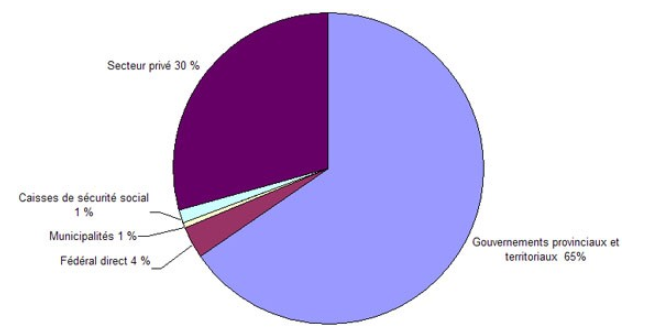 Secteur privé 30 %
Caisses de sécurité social
1 %
Municipalités 1 %
Fédéral direct 4 %
Gouvernements provinciaux et
territoriaux 65%